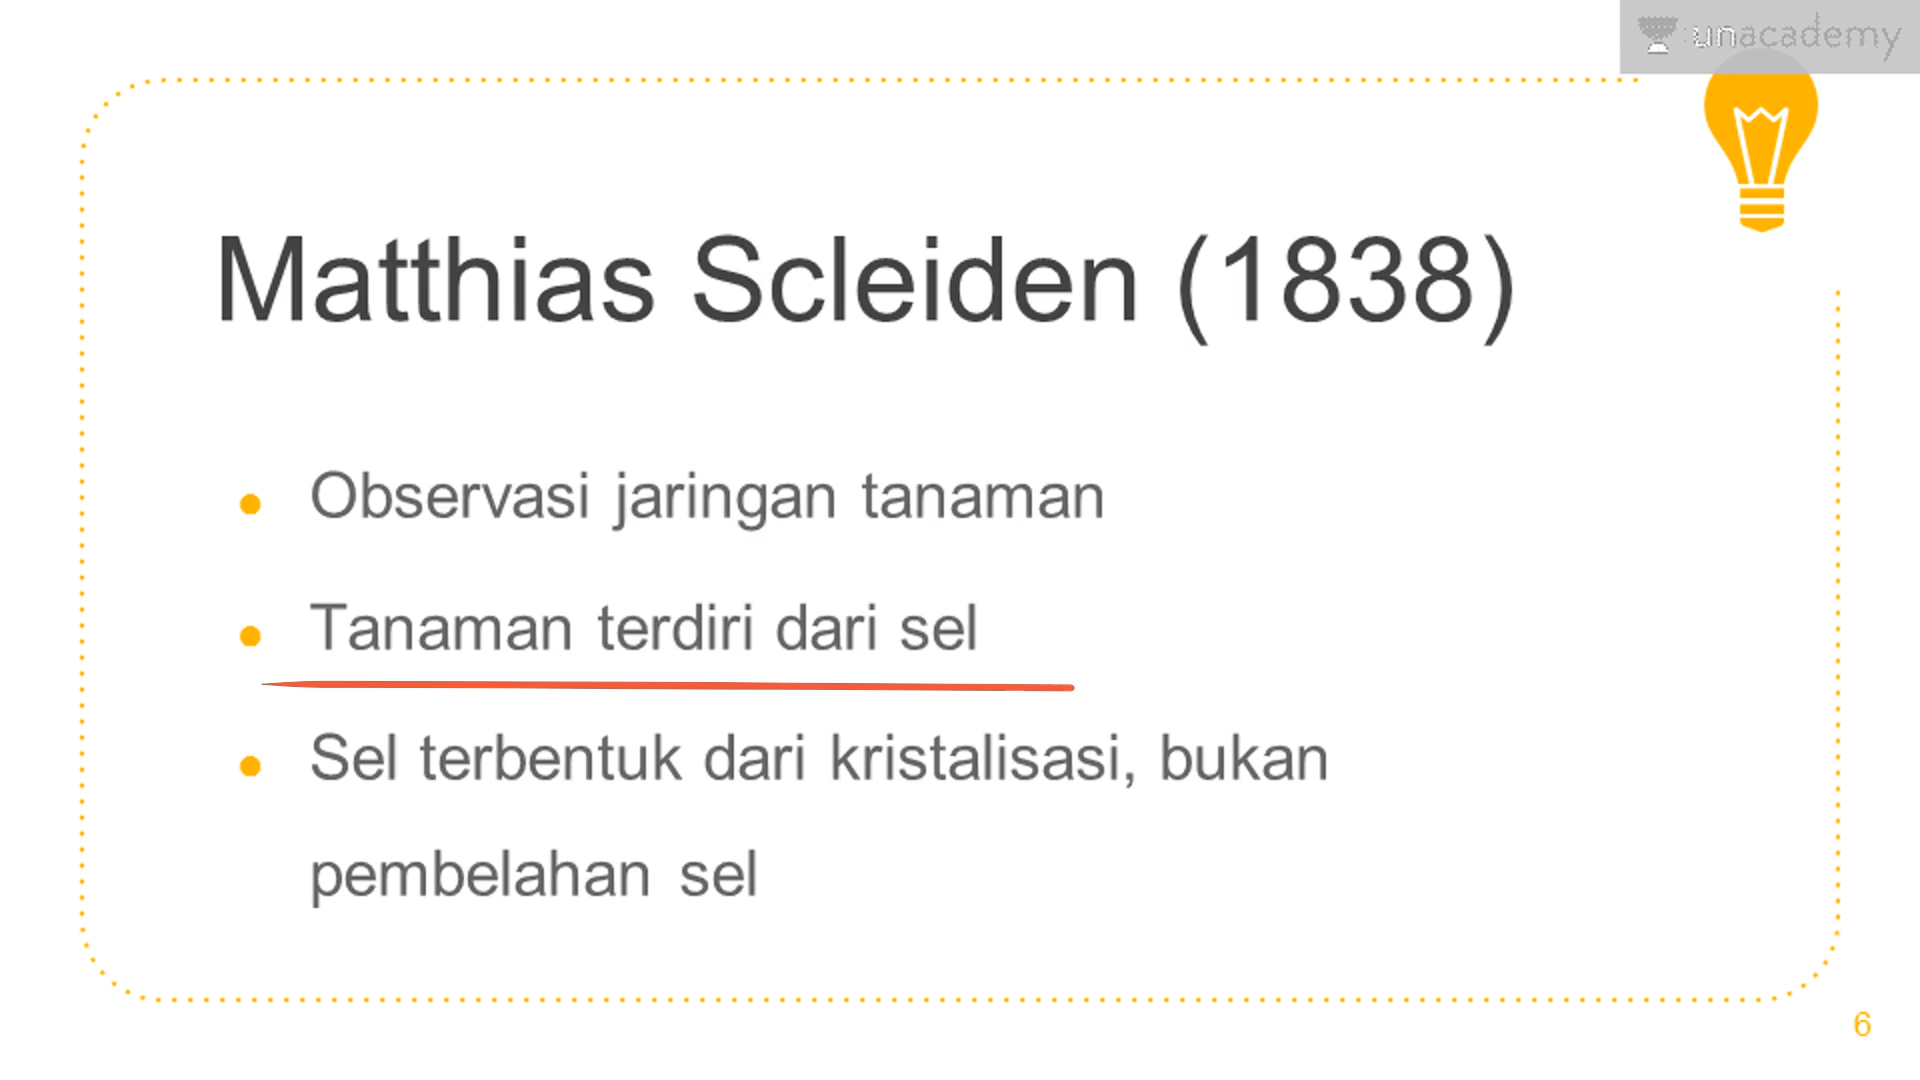 unacademy
Matthias Scleiden (1838)
Observasi jaringan tanaman
Tanaman terdiri dari sel
Sel terbentuk dari kristalisasi, bukan
pembelahan sel
6